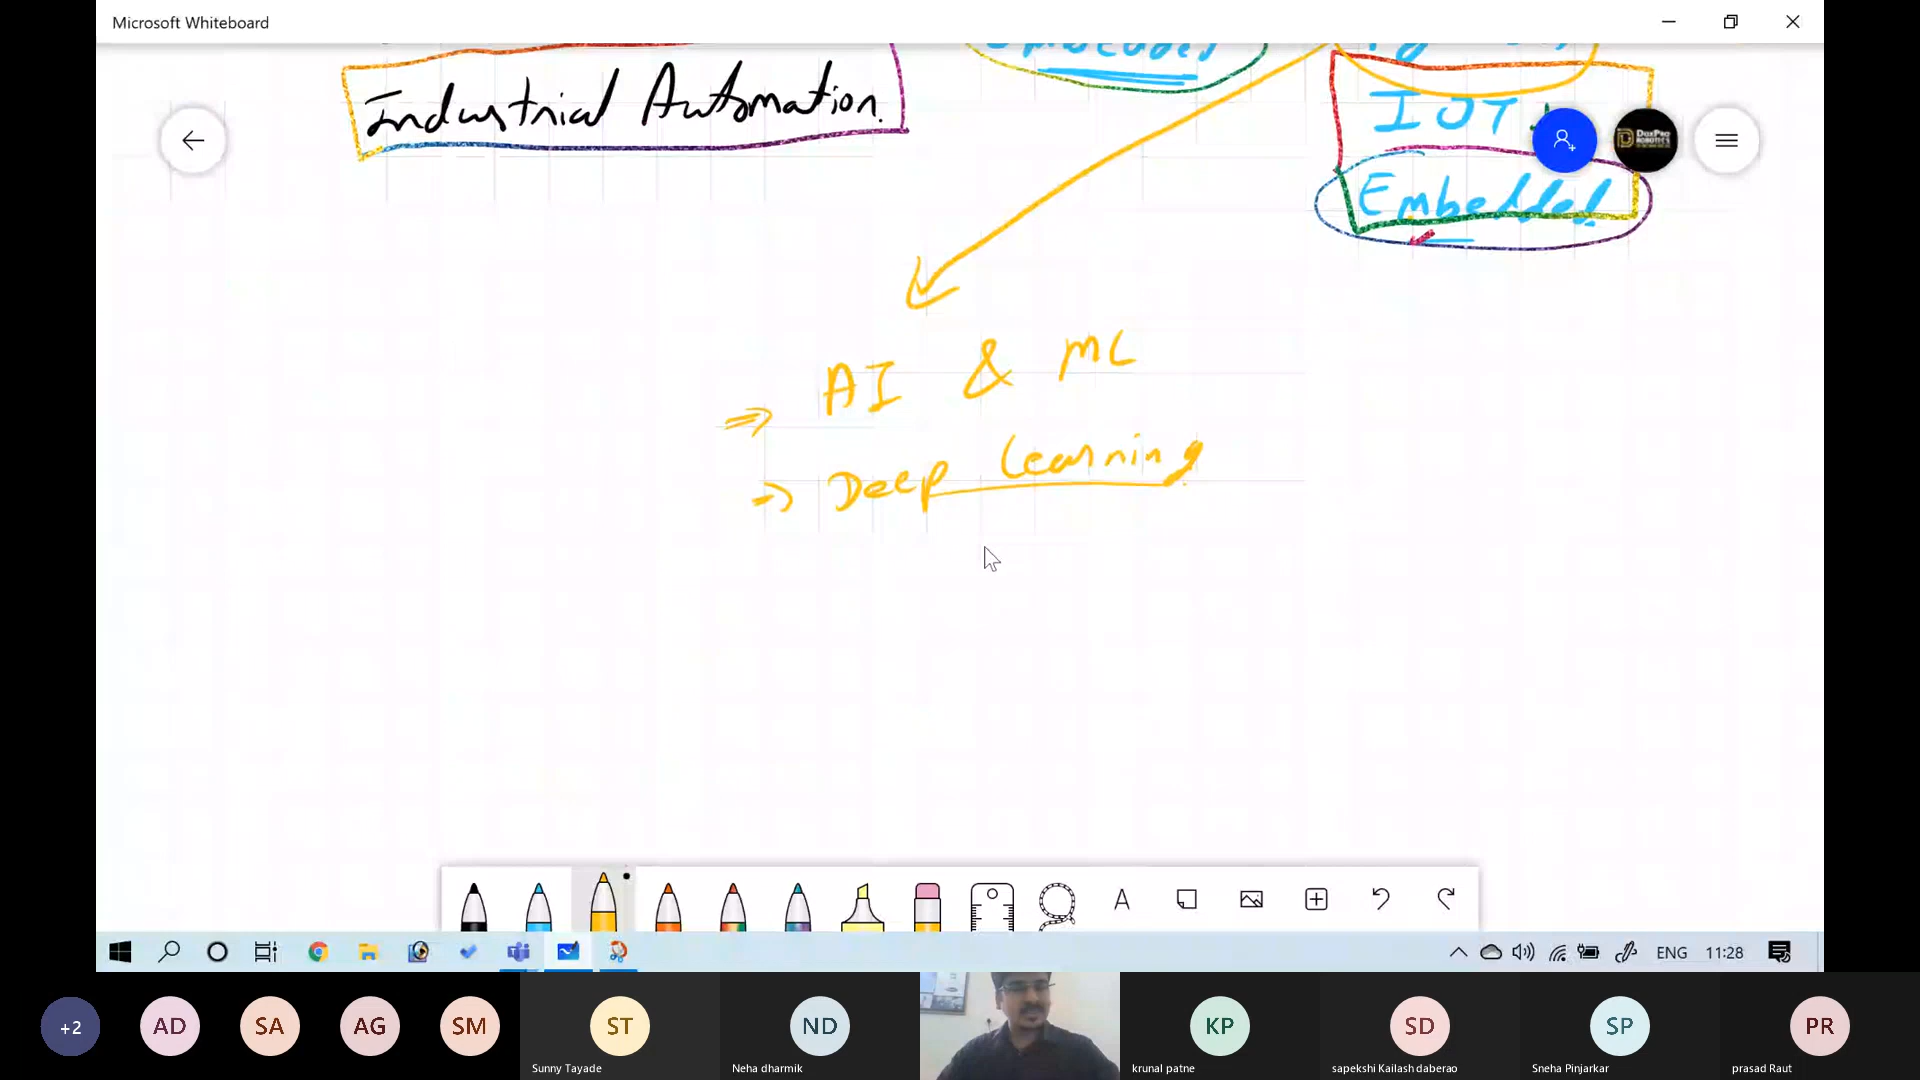 Microsoft Whiteboard
Embedded
Industrial Automation.
IOT
Embedded
AI & ML
Deep Learning
A
ENG 11:28
+2 AD SA AG SM ST ND KP SD SP PR
Sunny Tayade Neha dharmik krunal patne sapekshi Kailash daberao Sneha Pinjarkar prasad Raut